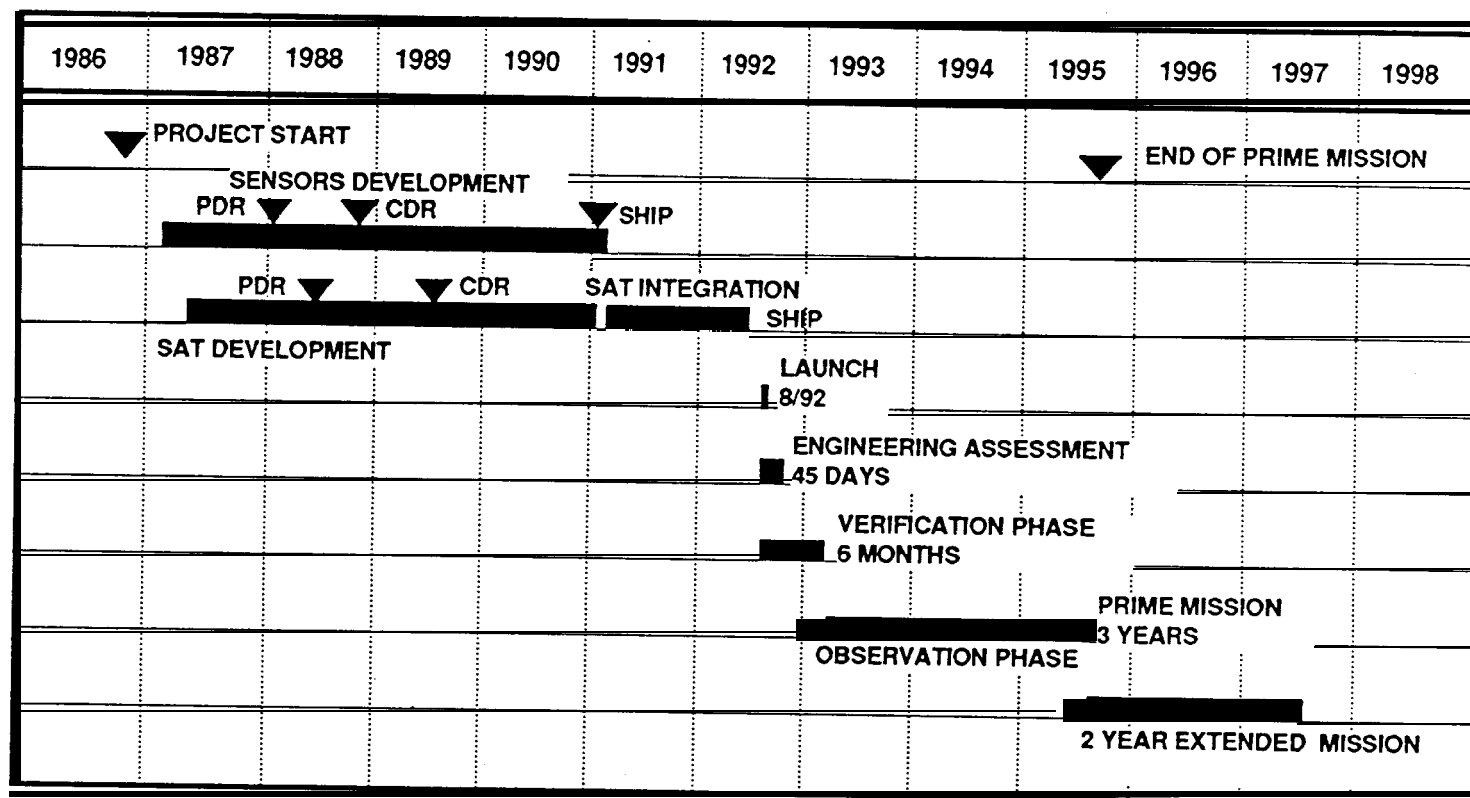 1986 1987 1988 1989 1990 1991 1992 1993 1994 1995 1996 1997 1998
PROJECT START
END OF PRIME MISSION
SENSORS DEVELOPMENT
PDR CDR SHIP
PDR CDR SAT INTEGRATION
SHIP
SAT DEVELOPMENT
LAUNCH
8/92
ENGINEERING ASSESSMENT
45 DAYS
VERIFICATION PHASE
6 MONTHS
PRIME MISSION
3 YEARS
OBSERVATION PHASE
2 YEAR EXTENDED MISSION